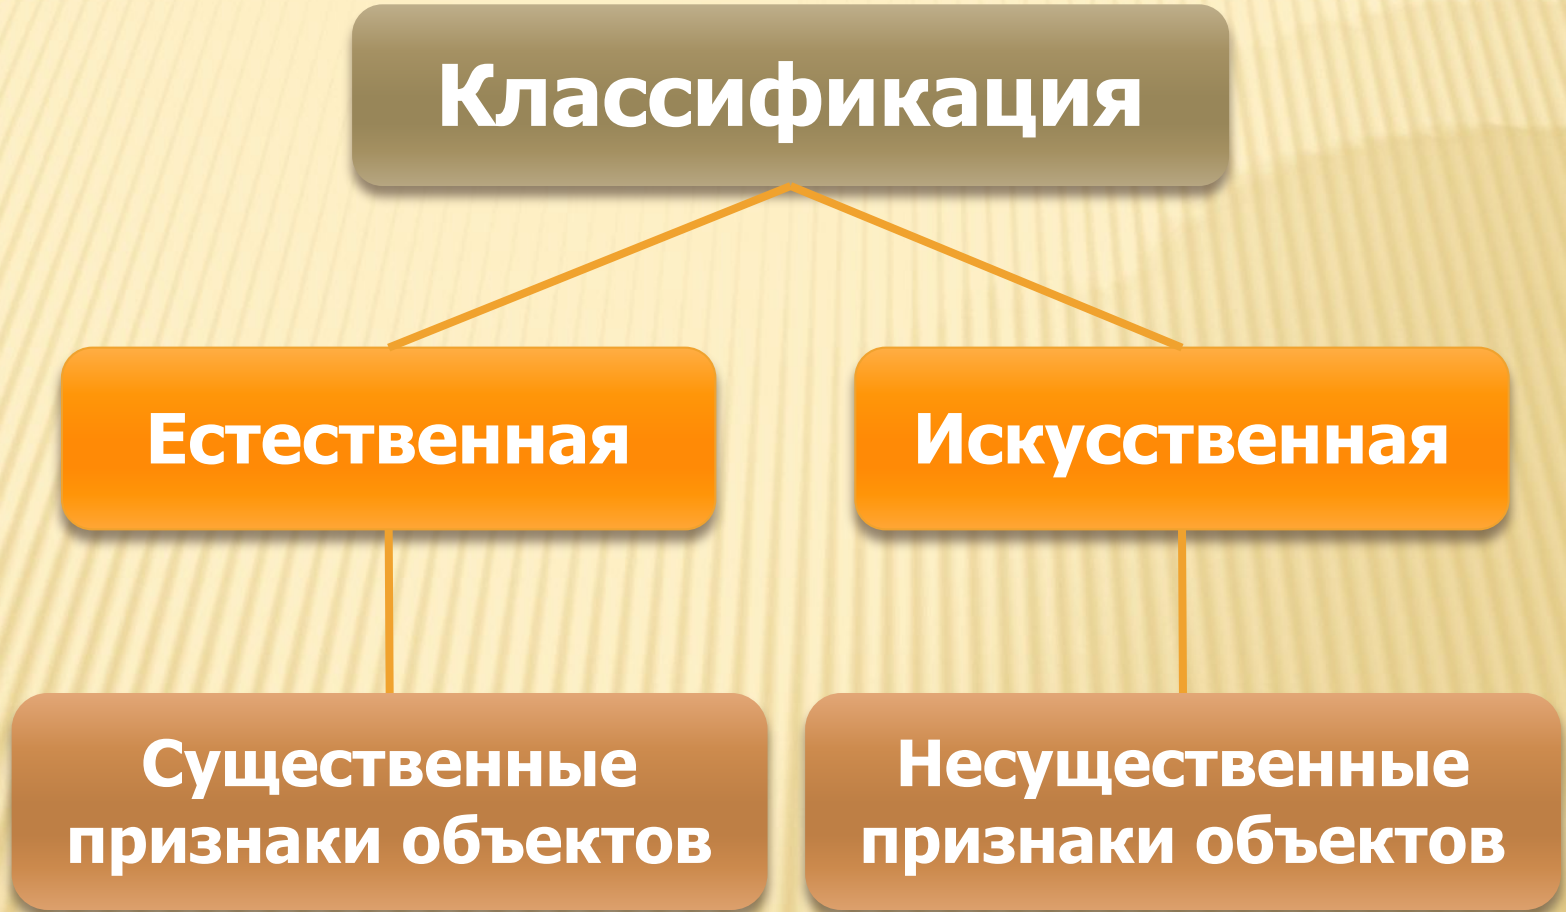 Классификация
Естественная
Искусственная
Существенные
признаки объектов
Несущественные
признаки объектов